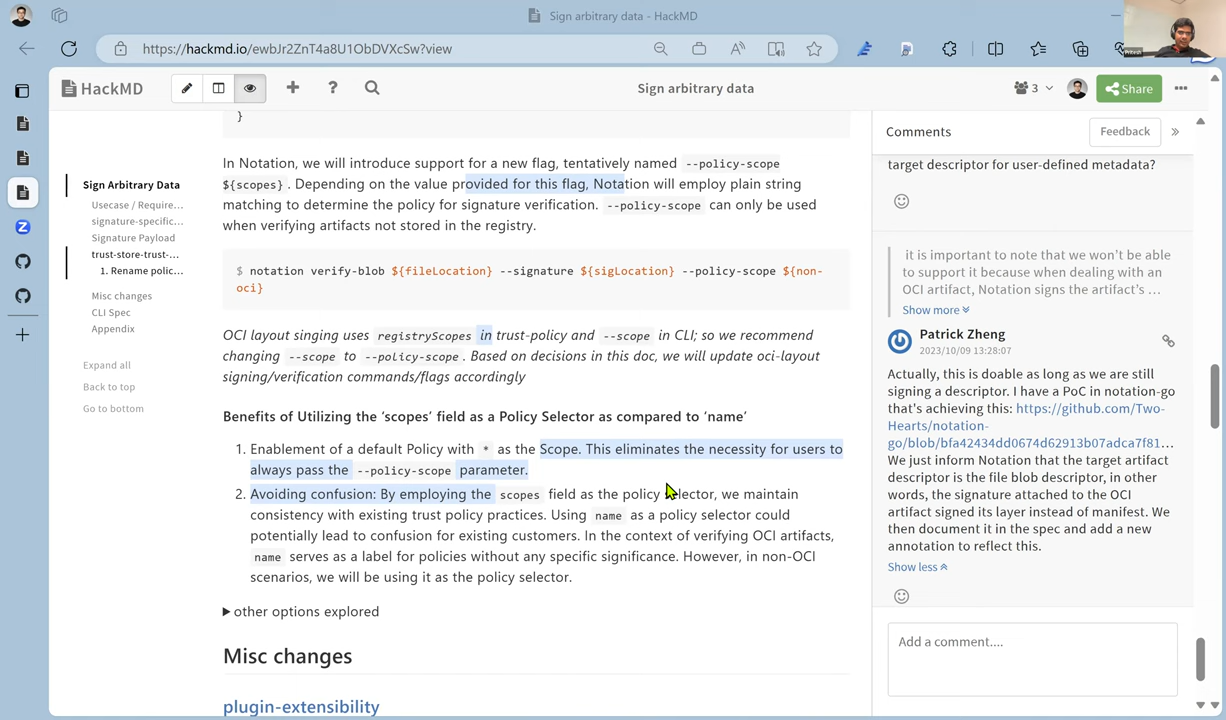 Sign arbitrary data - HackMD
https://hackmd.io/ewbJr2ZnT4a8U1ObDVXcSw?view
Pritesh
HackMD
Sign arbitrary data
3
Share
Sign Arbitrary Data
Usecase / Require...
signature-specific...
Signature Payload
trust-store-trust-...
1. Rename polic...
Misc changes
CLI Spec
Appendix
Expand all
Back to top
Go to bottom
}
In Notation, we will introduce support for a new flag, tentatively named --policy-scope
${scopes} . Depending on the value provided for this flag, Notation will employ plain string
matching to determine the policy for signature verification. --policy-scope can only be used
when verifying artifacts not stored in the registry.
$ notation verify-blob ${fileLocation} --signature ${sigLocation} --policy-scope ${non-
oci}
OCI layout singing uses registryScopes in trust-policy and --scope in CLI; so we recommend
changing --scope to --policy-scope . Based on decisions in this doc, we will update oci-layout
signing/verification commands/flags accordingly
Benefits of Utilizing the ‘scopes’ field as a Policy Selector as compared to ‘name’
1. Enablement of a default Policy with * as the Scope. This eliminates the necessity for users to
always pass the --policy-scope parameter.
2. Avoiding confusion: By employing the scopes field as the policy selector, we maintain
consistency with existing trust policy practices. Using name as a policy selector could
potentially lead to confusion for existing customers. In the context of verifying OCI artifacts,
name serves as a label for policies without any specific significance. However, in non-OCI
scenarios, we will be using it as the policy selector.
other options explored
Misc changes
plugin-extensibility
Comments
Feedback
target descriptor for user-defined metadata?
it is important to note that we won’t be able
to support it because when dealing with an
OCI artifact, Notation signs the artifact’s ...
Show more
Patrick Zheng
2023/10/09 13:28:07
Actually, this is doable as long as we are still
signing a descriptor. I have a PoC in notation-go
that's achieving this: https://github.com/Two-
Hearts/notation-
go/blob/bfa42434dd0674d62913b07adca7f81...
We just inform Notation that the target artifact
descriptor is the file blob descriptor, in other
words, the signature attached to the OCI
artifact signed its layer instead of manifest. We
then document it in the spec and add a new
annotation to reflect this.
Show less
Add a comment....